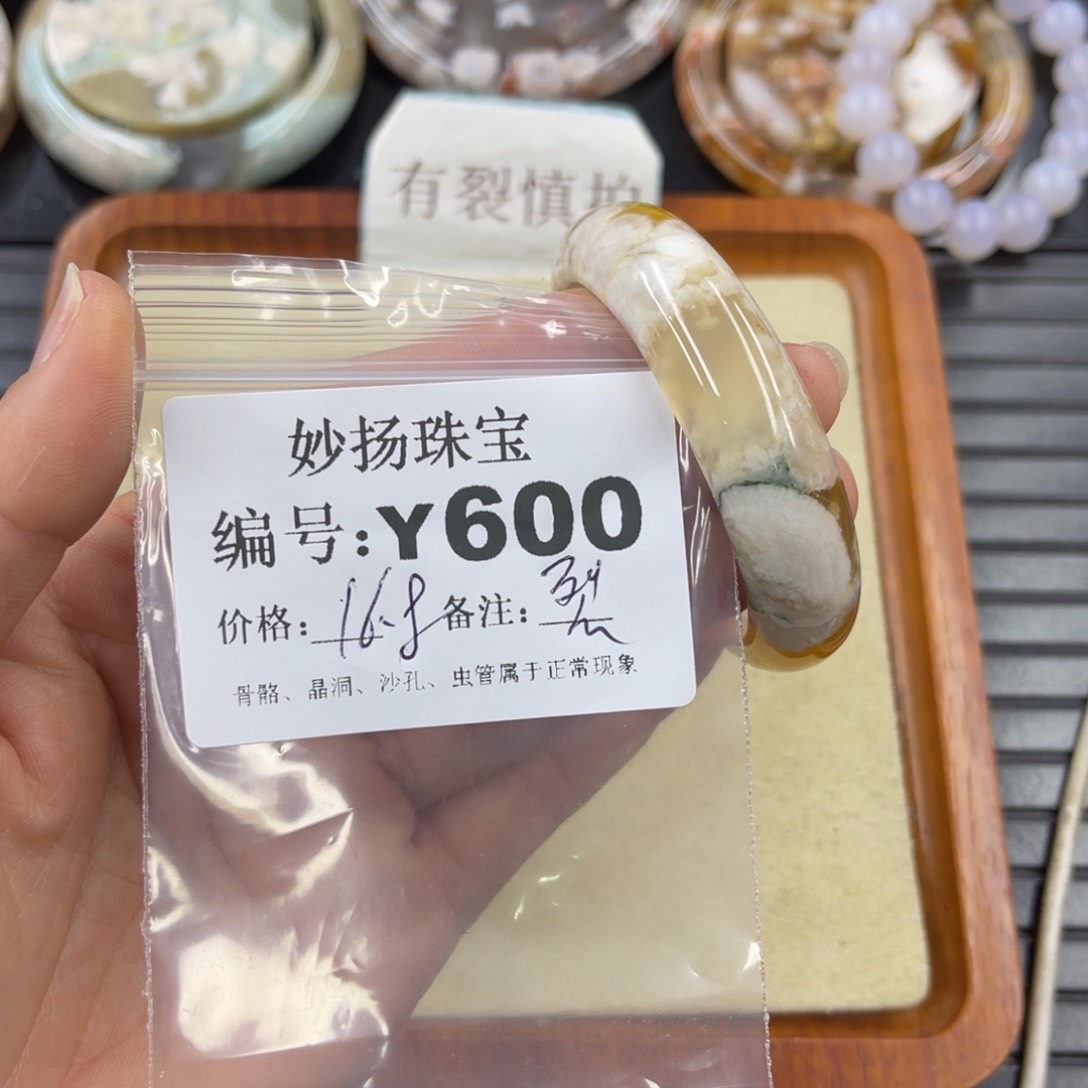 有裂慎拍
妙扬珠宝
编号:Y600
价格: 168 备注: 裂
骨骼、晶洞、沙孔、虫管属于正常现象